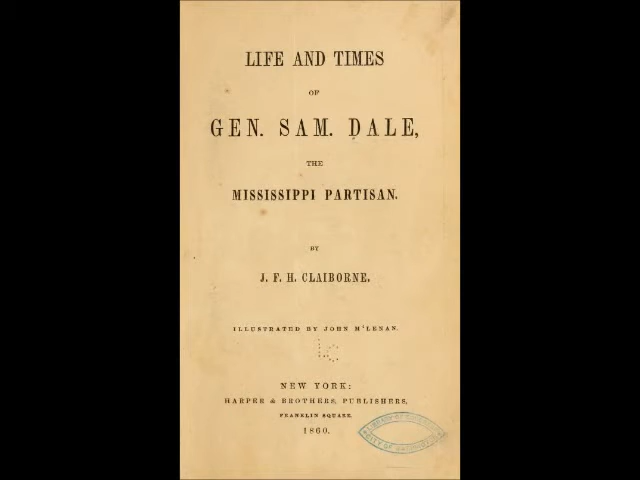 LIFE AND TIMES
OF
GEN. SAM. DALE,
THE
MISSISSIPPI PARTISAN.
BY
J. F. H. CLAIBORNE.
ILLUSTRATED BY JOHN M'LENAN.
LC
NEW YORK:
HARPER & BROTHERS, PUBLISHERS,
FRANKLIN SQUARE.
1860.